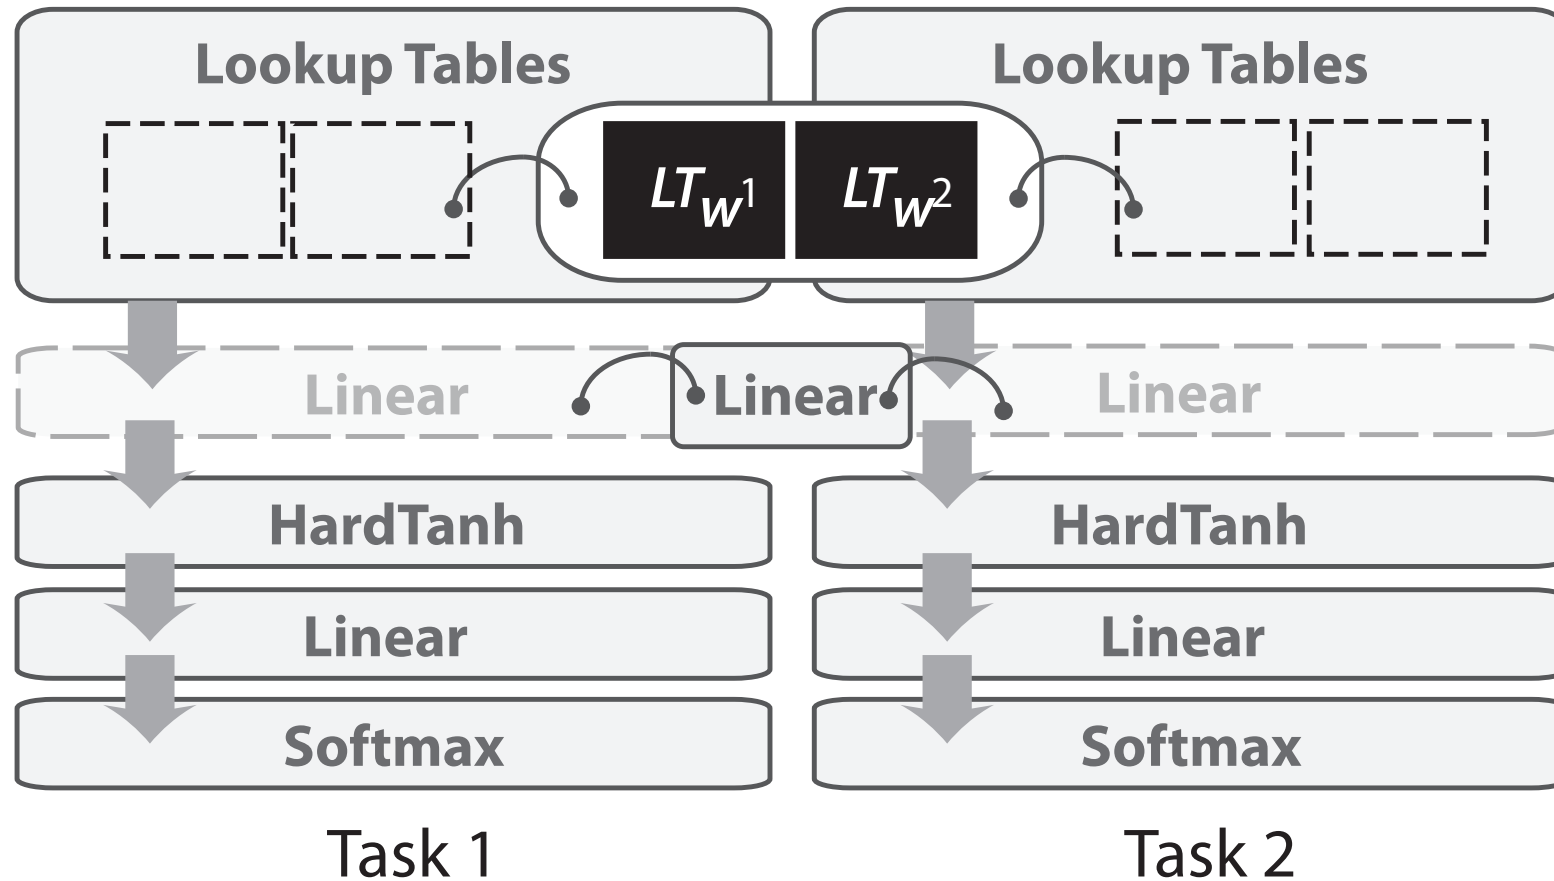 Lookup Tables
Lookup Tables
LTW1
LTW2
Linear
Linear
Linear
HardTanh
HardTanh
Linear
Linear
Softmax
Softmax
Task 1
Task 2